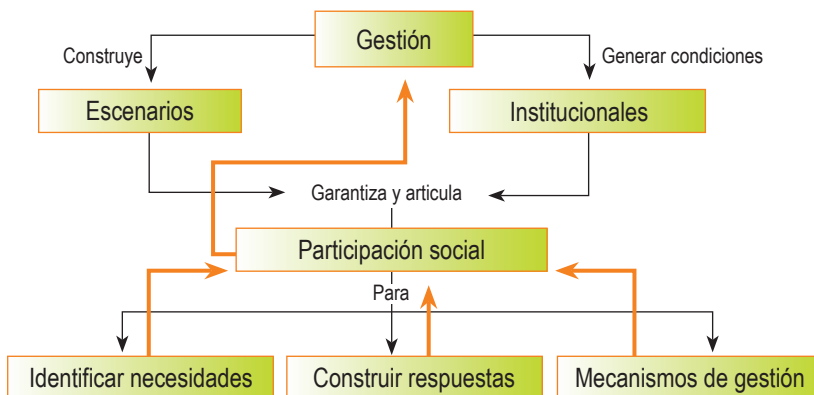 Gestión
Construye
Generar condiciones
Escenarios
Institucionales
Garantiza y articula
Participación social
Para
Identificar necesidades
Construir respuestas
Mecanismos de gestión